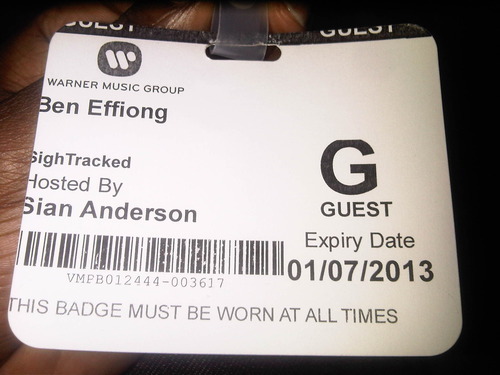 GUEST GUEST
WARNER MUSIC GROUP
Ben Effiong
SighTracked
Hosted By
Sian Anderson
G
GUEST
Expiry Date
01/07/2013
VMPB012444-003617
THIS BADGE MUST BE WORN AT ALL TIMES